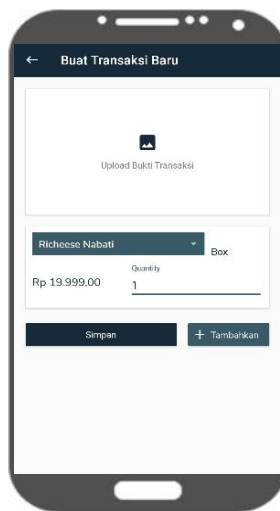 Buat Transaksi Baru
Upload Bukti Transaksi
Richeese Nabati
Box
Rp 19.999,00
Quantity
1
Simpan
+ Tambahkan